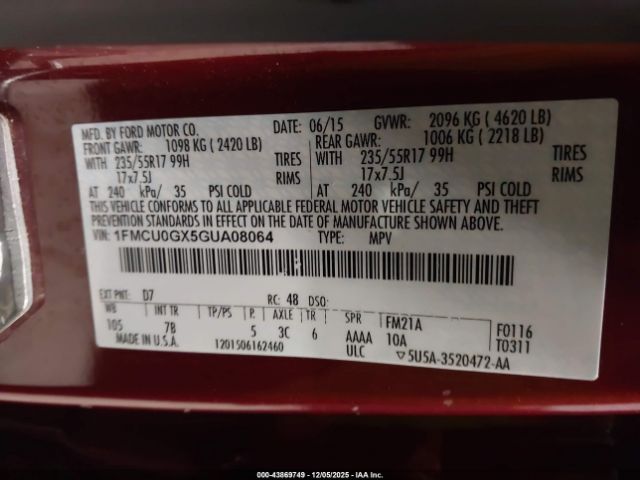 MFD. BY FORD MOTOR CO. DATE: 06/15 GVWR: 2096 KG ( 4620 LB)
FRONT GAWR: 1098 KG ( 2420 LB) REAR GAWR: 1006 KG ( 2218 LB)
WITH 235/55R17 99H TIRES WITH 235/55R17 99H TIRES
17x7.5J RIMS 17x7.5J RIMS
AT 240 kPa/ 35 PSI COLD AT 240 kPa/ 35 PSI COLD
THIS VEHICLE CONFORMS TO ALL APPLICABLE FEDERAL MOTOR VEHICLE SAFETY AND THEFT
PREVENTION STANDARDS IN EFFECT ON THE DATE OF MANUFACTURE SHOWN ABOVE.
VIN: 1FMCU0GX5GUA08064 TYPE: MPV
EXT PNT: D7 RC: 48 DSO:
WB INT TR TP/PS R AXLE TR SPR FM21A F0116
105 7B 5 3C 6 AAAA 10A T0311
MADE IN U.S.A. 1201506162460 ULC ▽5U5A-3520472-AA
000-43869749 12/05/2025 - IAA Inc.